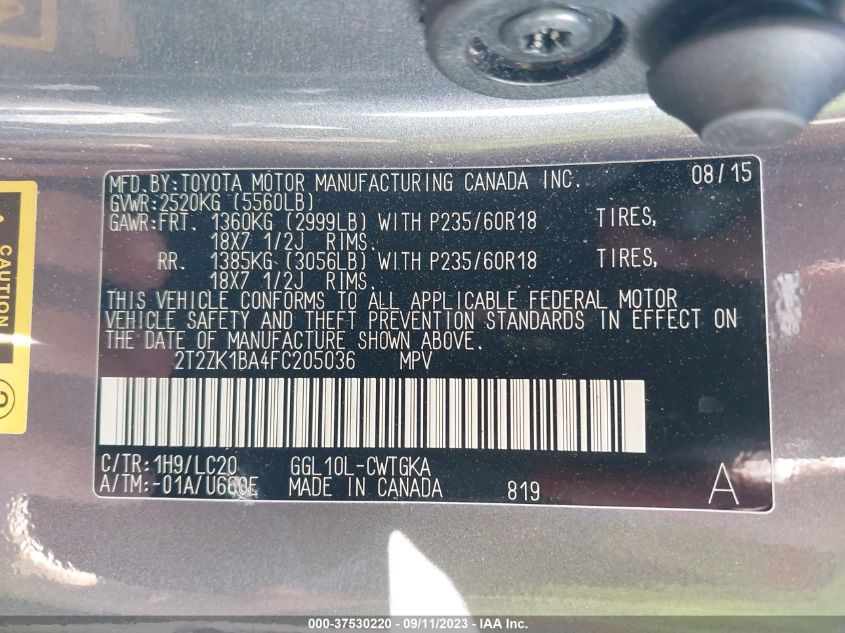 MFD.BY:TOYOTA MOTOR MANUFACTURING CANADA INC. 08/15
GVWR:2520KG (5560LB)
GAWR:FRT. 1360KG (2999LB) WITH P235/60R18 TIRES,
18X7 1/2J RIMS.
RR. 1385KG (3056LB) WITH P235/60R18 TIRES,
18X7 1/2J RIMS.
THIS VEHICLE CONFORMS TO ALL APPLICABLE FEDERAL MOTOR
VEHICLE SAFETY AND THEFT PREVENTION STANDARDS IN EFFECT ON
THE DATE OF MANUFACTURE SHOWN ABOVE.
2T2ZK1BA4FC205036 MPV
C/TR: 1H9/LC20 GGL10L-CWTGKA
A/TM:-01A/U660E MADE IN CANADA 819 A
CAUTION
000-37530220 - 09/11/2023 - IAA Inc.